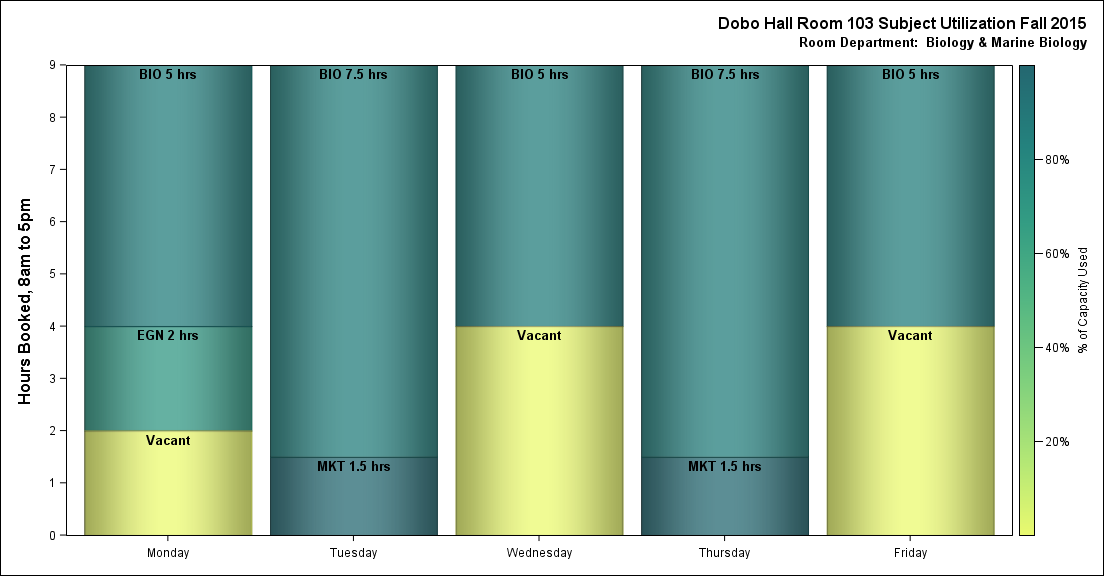 Dobo Hall Room 103 Subject Utilization Fall 2015
Room Department:  Biology & Marine Biology
Hours Booked, 8am to 5pm
9
8
7
6
5
4
3
2
1
0
BIO 5 hrs
EGN 2 hrs
Vacant
BIO 7.5 hrs
MKT 1.5 hrs
BIO 5 hrs
Vacant
BIO 7.5 hrs
MKT 1.5 hrs
BIO 5 hrs
Vacant
Monday
Tuesday
Wednesday
Thursday
Friday
80%
60%
40%
20%
% of Capacity Used